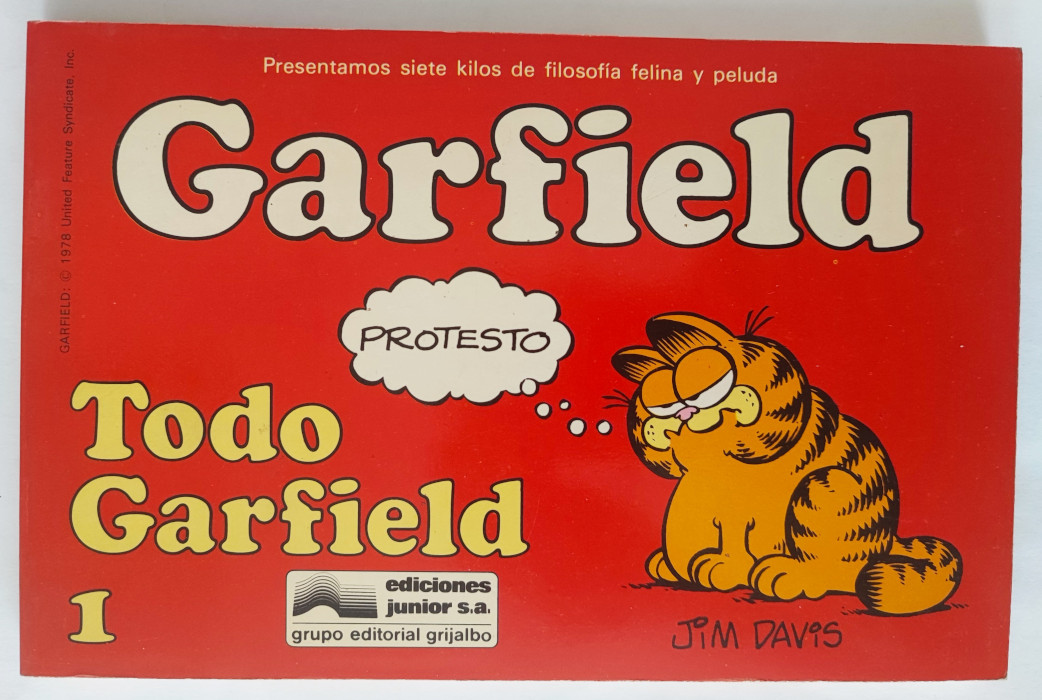 Presentamos siete kilos de filosofía felina y peluda
Garfield
GARFIELD: © 1978 United Feature Syndicate, Inc.
PROTESTO
Todo
Garfield
1
ediciones
junior s.a.
grupo editorial grijalbo
JiM DAViS